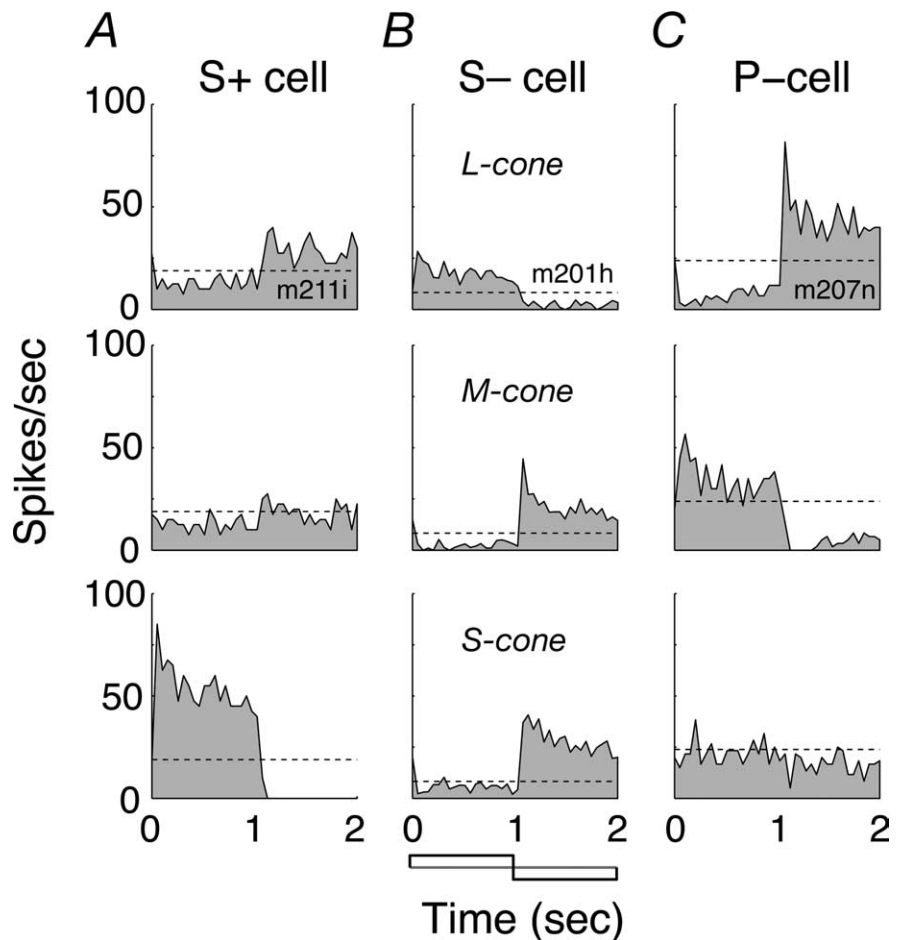 A B C
S+ cell S– cell P–cell
100
50
0
L-cone
m211i m201h m207n
100
50
0
M-cone
Spikes/sec
100
50
0
S-cone
0 1 2 0 1 2 0 1 2
Time (sec)